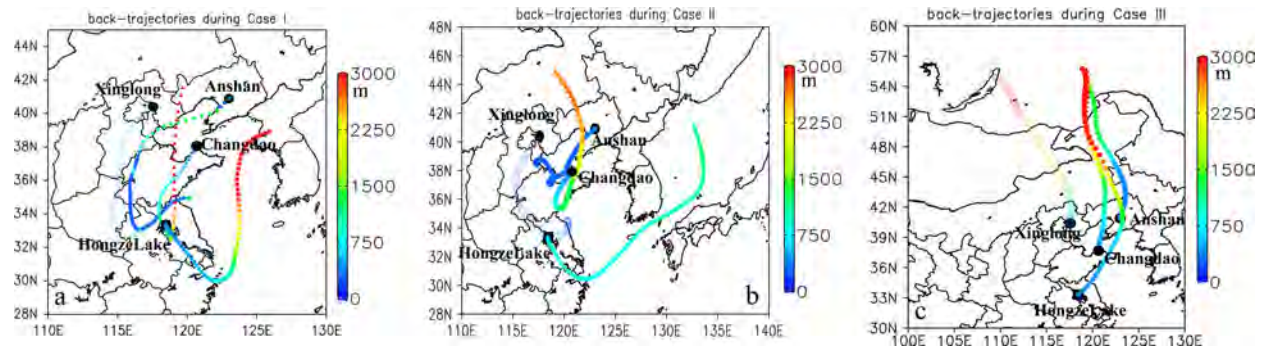 back-trajectories during Case I
44N
42N
40N
38N
36N
34N
32N
30N
28N
110E
115E
120E
125E
130E
Xinglong
Anshan
Changdao
HongzeLake
a
3000
m
2250
1500
750
0
back-trajectories during Case II
48N
46N
44N
42N
40N
38N
36N
34N
32N
30N
28N
110E
115E
120E
125E
130E
135E
140E
Xinglong
Anshan
Changdao
HongzeLake
b
3000
m
2250
1500
750
0
back-trajectories during Case III
60N
57N
54N
51N
48N
45N
42N
39N
36N
33N
30N
100E
105E
110E
115E
120E
125E
130E
Xinglong
Anshan
Changdao
HongzeLake
c
3000
m
2250
1500
750
0